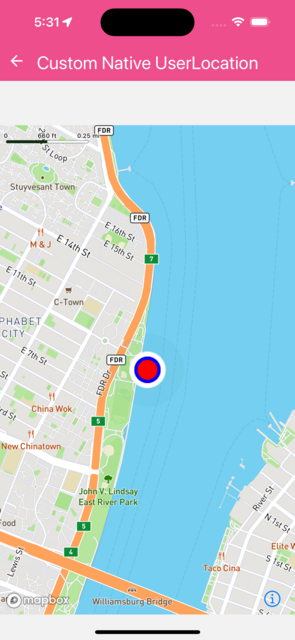 5:31
Custom Native UserLocation
0 660 ft 0.25 m
FDR
St Loop
Stuyvesant Town
FDR
E 16th St
E 15th St
M & J
E 14th St
7
E 11th St
C-Town
PHABET
CITY
E 7th St
FDR
FDR Dr
China Wok
5
New Chinatown
River St
John V. Lindsay
East River Park
N 1st St
S 1st St
Food
5
Elite W
4
Lewis St
Taco Cina
mapbox
Williamsburg Bridge